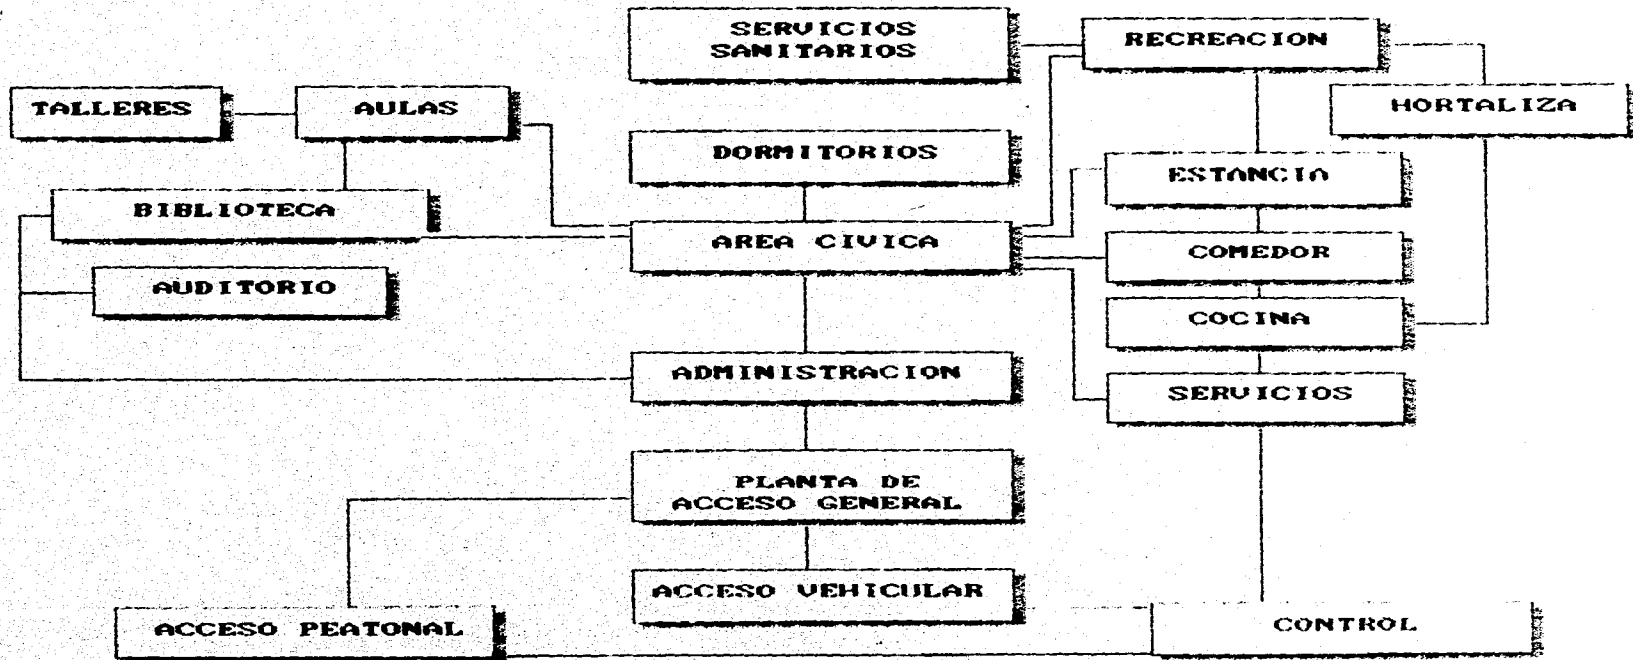 SERVICIOS
SANITARIOS
RECREACION
TALLERES
AULAS
HORTALIZA
DORMITORIOS
ESTANCIA
BIBLIOTECA
AREA CIVICA
COMEDOR
AUDITORIO
COCINA
ADMINISTRACION
SERVICIOS
PLANTA DE
ACCESO GENERAL
ACCESO VEHICULAR
ACCESO PEATONAL
CONTROL